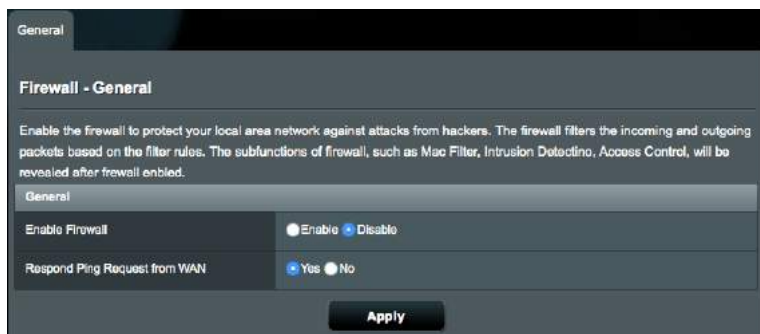 General
Firewall - General
Enable the firewall to protect your local area network against attacks from hackers. The firewall filters the incoming and outgoing
packets based on the filter rules. The subfunctions of firewall, such as Mac Filter, Intrusion Detectino, Access Control, will be
revealed after frewall enbled.
General
Enable Firewall Enable Disable
Respond Ping Request from WAN Yes No
Apply